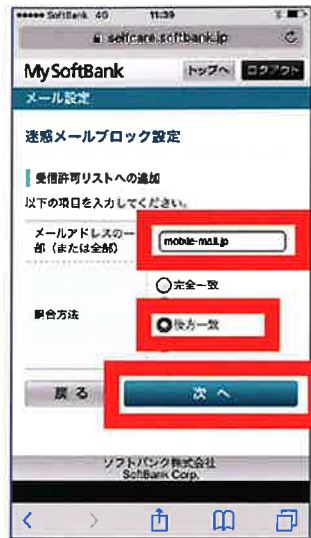 SoftBank 4G 11:39
selfcare.softbank.jp
My SoftBank トップへ ログアウト
メール設定
迷惑メールブロック設定
受信許可リストへの追加
以下の項目を入力してください。
メールアドレスの一
部（または全部）
mobile-mail.jp
完全一致
照合方法
後方一致
戻る 次へ
ソフトバンク株式会社
SoftBank Corp.